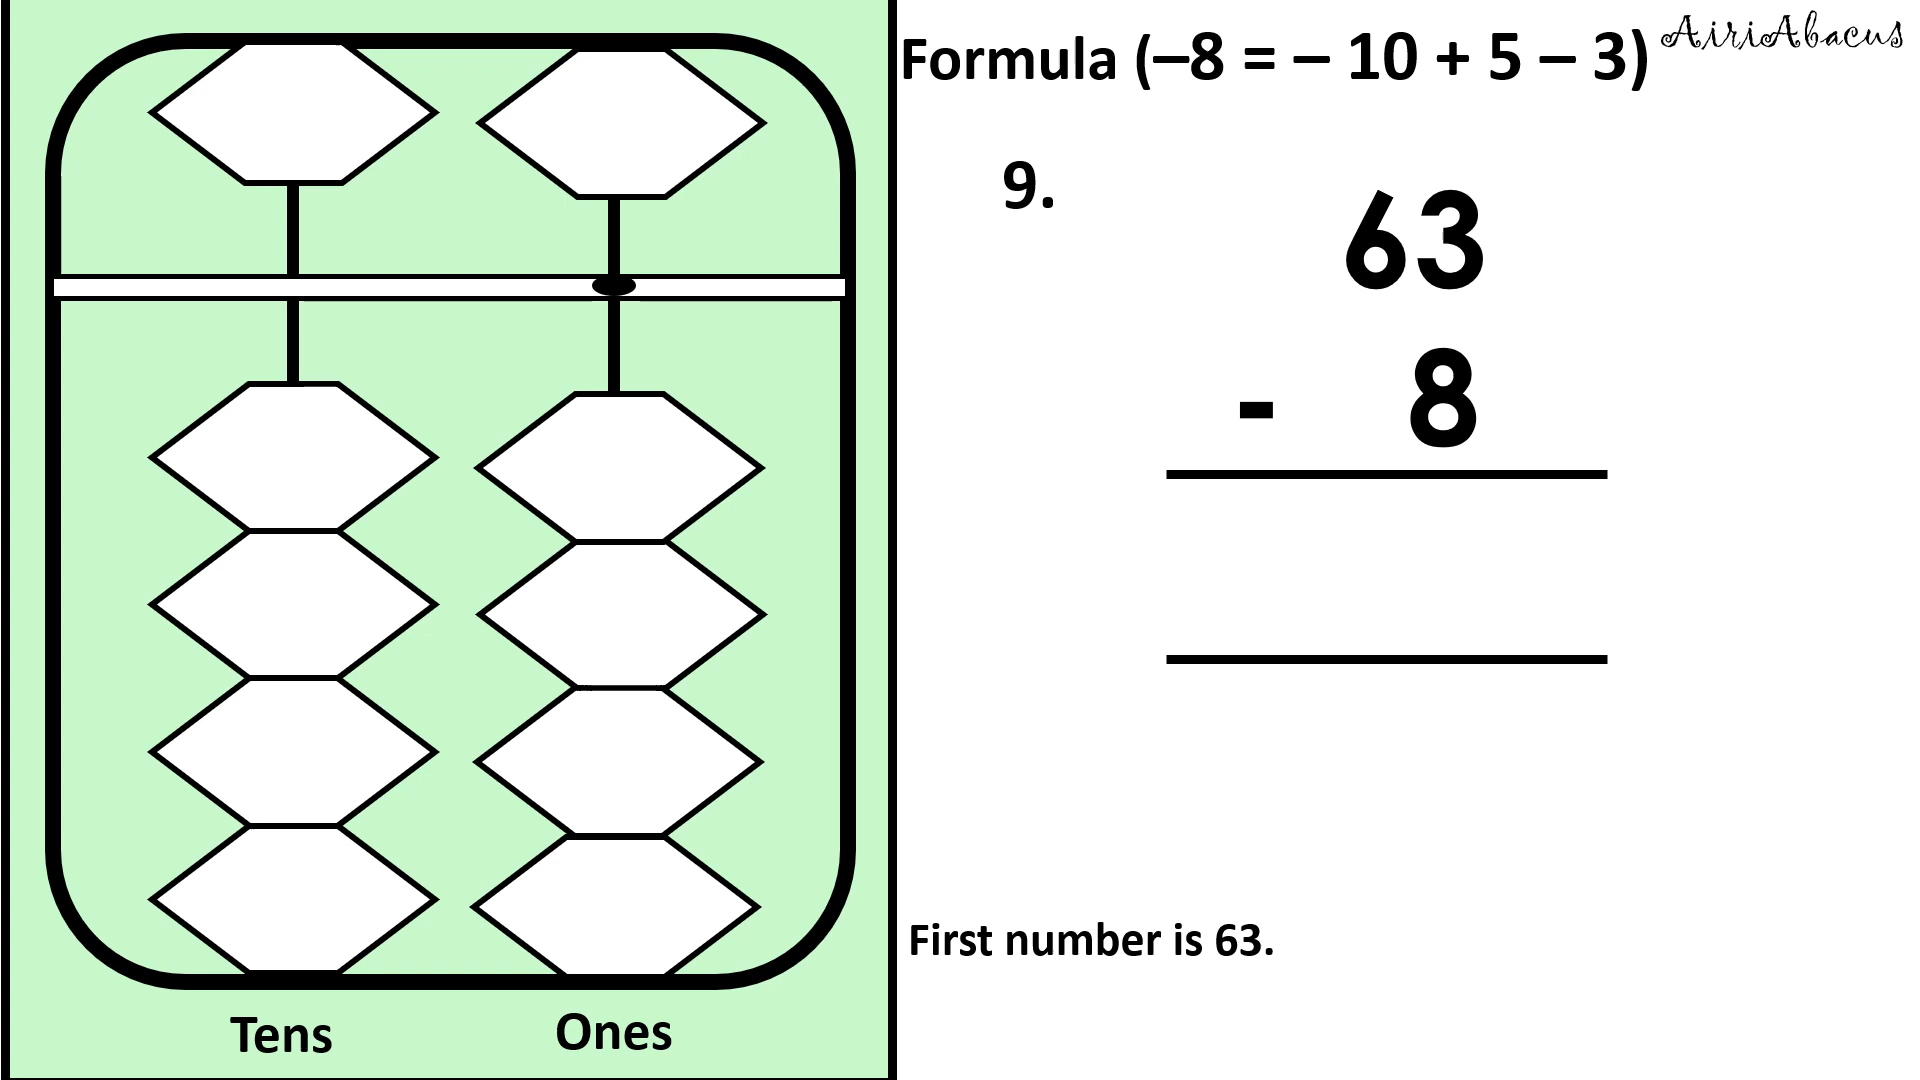 Formula (–8 = – 10 + 5 – 3)
AiriAbacus
9.
63
- 8
First number is 63.
Tens
Ones